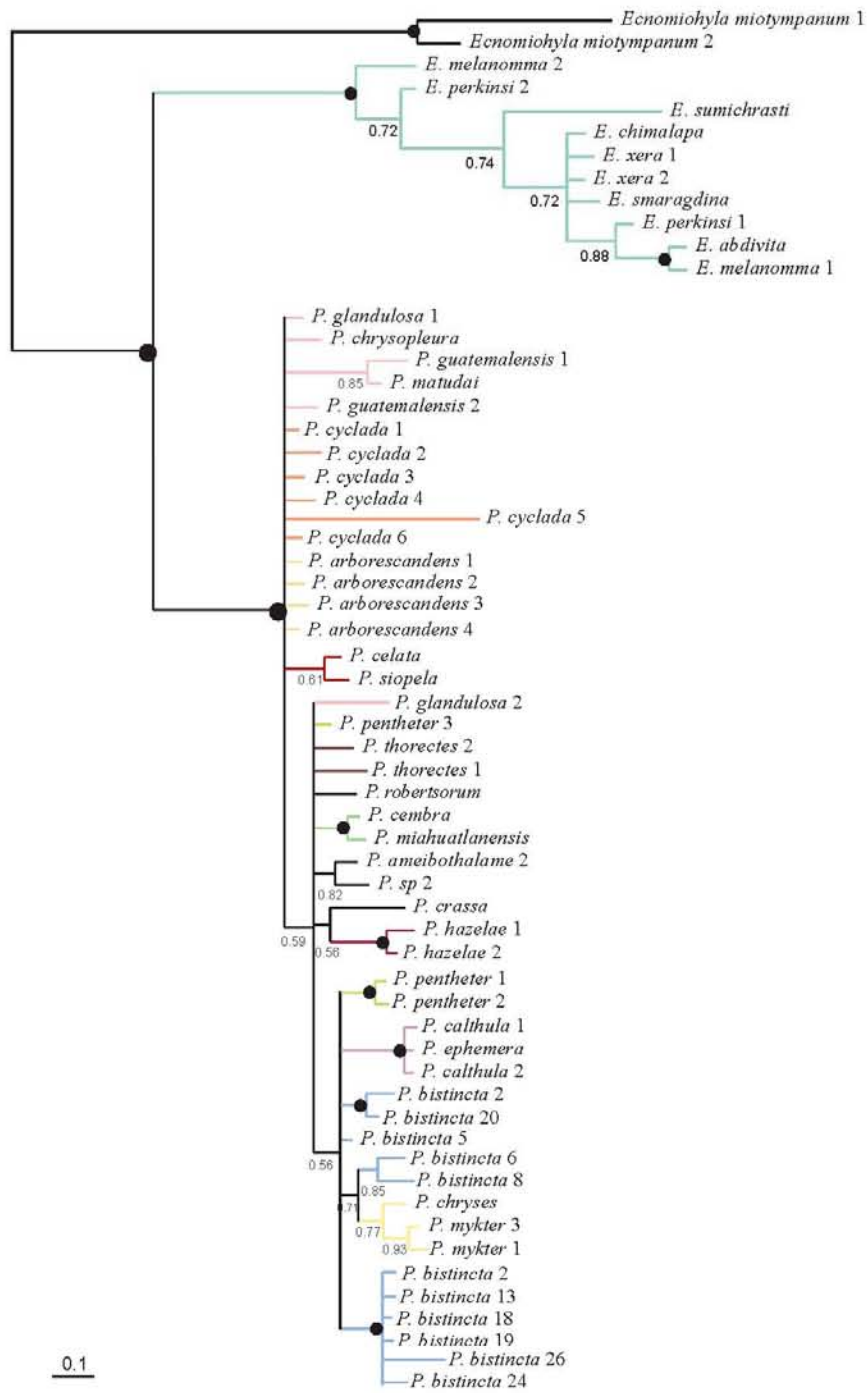 Ecnomiohyla miotympanum 1
Ecnomiohyla miotympanum 2
E. melanomma 2
E. perkinsi 2
0.72
E. sumichrasti
0.74
E. chimalapa
E. xera 1
E. xera 2
0.72
E. smaragdina
E. perkinsi 1
0.88
E. abdivita
E. melanomma 1
P. glandulosa 1
P. chrysopleura
P. guatemalensis 1
0.85
P. matudai
P. guatemalensis 2
P. cyclada 1
P. cyclada 2
P. cyclada 3
P. cyclada 4
P. cyclada 5
P. cyclada 6
P. arborescandens 1
P. arborescandens 2
P. arborescandens 3
P. arborescandens 4
P. celata
0.61
P. siopela
P. glandulosa 2
P. pentheter 3
P. thorectes 2
P. thorectes 1
P. robertsorum
P. cembra
P. miahuatlanensis
P. ameibothalame 2
0.82
P. sp 2
P. crassa
P. hazelae 1
0.59
0.56
P. hazelae 2
P. pentheter 1
P. pentheter 2
P. calthula 1
P. ephemera
P. calthula 2
P. bistincta 2
P. bistincta 20
P. bistincta 5
0.56
P. bistincta 6
P. bistincta 8
0.85
0.71
P. chryses
P. mykter 3
0.77
P. mykter 1
0.93
P. bistincta 2
P. bistincta 13
P. bistincta 18
P. bistincta 19
P. bistincta 26
P. bistincta 24
0.1